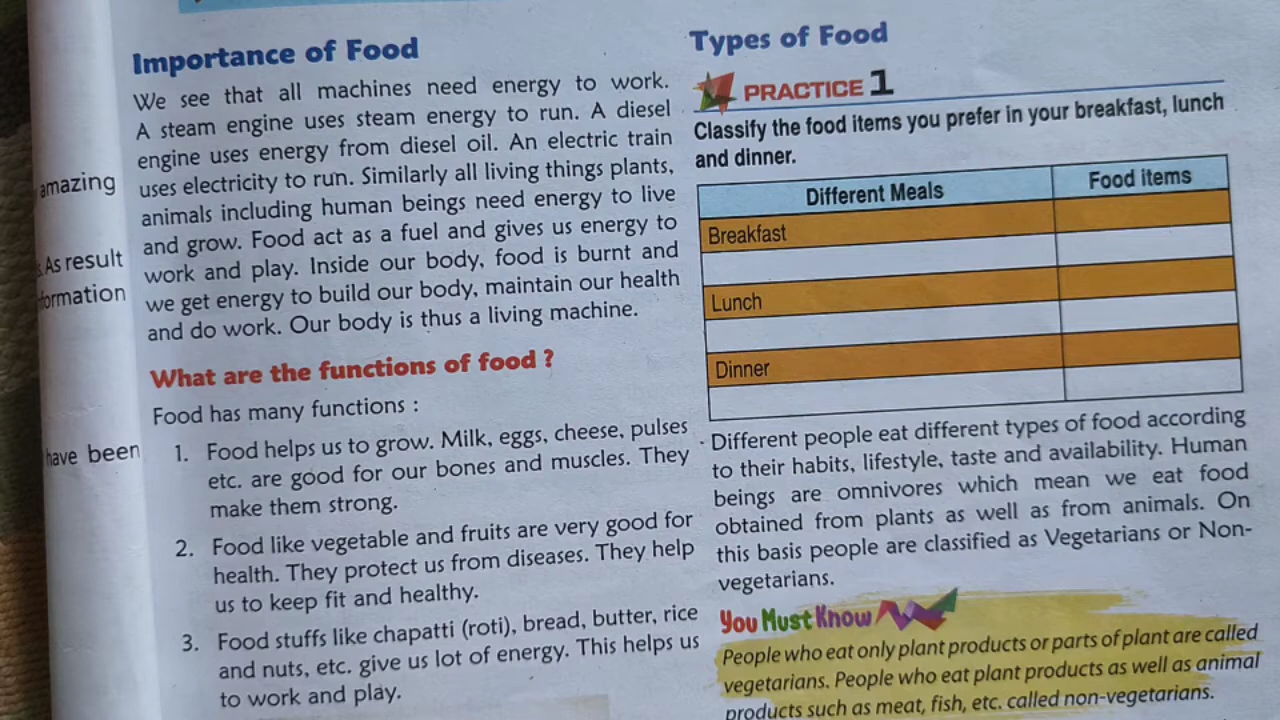 amazing
As result
formation
have been
Importance of Food
We see that all machines need energy to work.
A steam engine uses steam energy to run. A diesel
engine uses energy from diesel oil. An electric train
uses electricity to run. Similarly all living things plants,
animals including human beings need energy to live
and grow. Food act as a fuel and gives us energy to
work and play. Inside our body, food is burnt and
we get energy to build our body, maintain our health
and do work. Our body is thus a living machine.
What are the functions of food ?
Food has many functions :
1. Food helps us to grow. Milk, eggs, cheese, pulses
etc. are good for our bones and muscles. They
make them strong.
2. Food like vegetable and fruits are very good for
health. They protect us from diseases. They help
us to keep fit and healthy.
3. Food stuffs like chapatti (roti), bread, butter, rice
and nuts, etc. give us lot of energy. This helps us
to work and play.
Types of Food
PRACTICE 1
Classify the food items you prefer in your breakfast, lunch
and dinner.
Different Meals Food items
Breakfast
Lunch
Dinner
Different people eat different types of food according
to their habits, lifestyle, taste and availability. Human
beings are omnivores which mean we eat food
obtained from plants as well as from animals. On
this basis people are classified as Vegetarians or Non-
vegetarians.
You Must Know
People who eat only plant products or parts of plant are called
vegetarians. People who eat plant products as well as animal
products such as meat, fish, etc. called non-vegetarians.